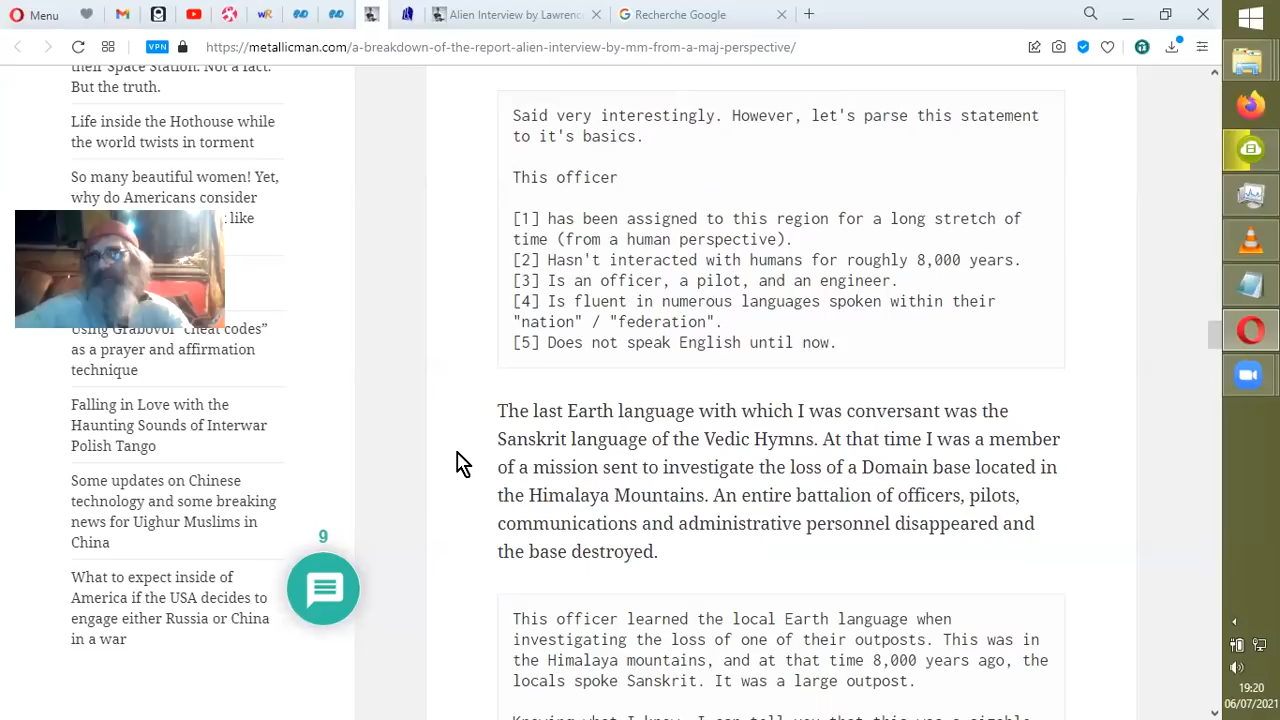 Menu
Alien Interview by Lawrenc
Recherche Google
VPN
https://metallicman.com/a-breakdown-of-the-report-alien-interview-by-mm-from-a-maj-perspective/
their Space Station. Not a fact.
But the truth.
Life inside the Hothouse while
the world twists in torment
So many beautiful women! Yet,
why do Americans consider
like
Using Grabovoi “cheat codes”
as a prayer and affirmation
technique
Falling in Love with the
Haunting Sounds of Interwar
Polish Tango
Some updates on Chinese
technology and some breaking
news for Uighur Muslims in
China
What to expect inside of
America if the USA decides to
engage either Russia or China
in a war
9
Said very interestingly. However, let's parse this statement
to it's basics.
This officer
[1] has been assigned to this region for a long stretch of
time (from a human perspective).
[2] Hasn't interacted with humans for roughly 8,000 years.
[3] Is an officer, a pilot, and an engineer.
[4] Is fluent in numerous languages spoken within their
"nation" / "federation".
[5] Does not speak English until now.
The last Earth language with which I was conversant was the
Sanskrit language of the Vedic Hymns. At that time I was a member
of a mission sent to investigate the loss of a Domain base located in
the Himalaya Mountains. An entire battalion of officers, pilots,
communications and administrative personnel disappeared and
the base destroyed.
This officer learned the local Earth language when
investigating the loss of one of their outposts. This was in
the Himalaya mountains, and at that time 8,000 years ago, the
locals spoke Sanskrit. It was a large outpost.
Knowing what I know, I can tell you that this was a sizable
19:20
06/07/2021